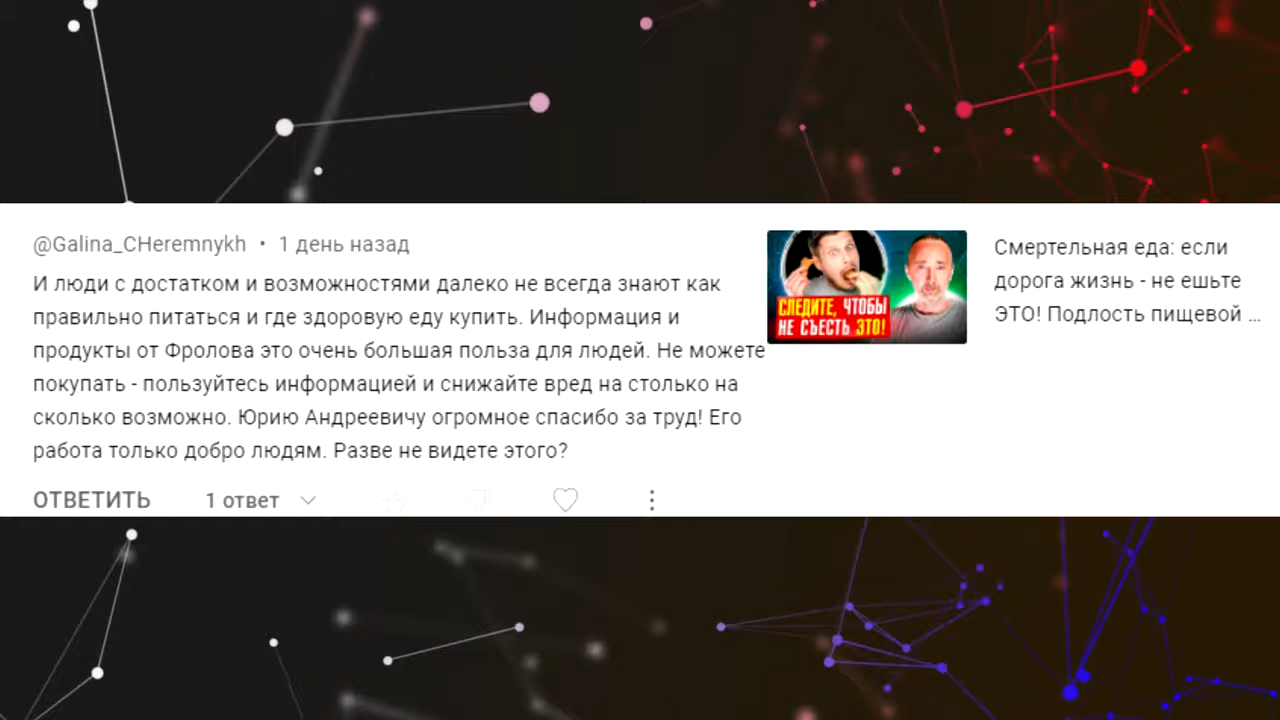 @Galina_CHeremnykh • 1 день назад
И люди с достатком и возможностями далеко не всегда знают как
правильно питаться и где здоровую еду купить. Информация и
продукты от Фролова это очень большая польза для людей. Не можете
покупать - пользуйтесь информацией и снижайте вред на столько на
сколько возможно. Юрию Андреевичу огромное спасибо за труд! Его
работа только добро людям. Разве не видете этого?
ОТВЕТИТЬ 1 ответ
СЛЕДИТЕ, ЧТОБЫ
НЕ СЪЕСТЬ ЭТО!
Смертельная еда: если
дорога жизнь - не ешьте
ЭТО! Подлость пищевой ...